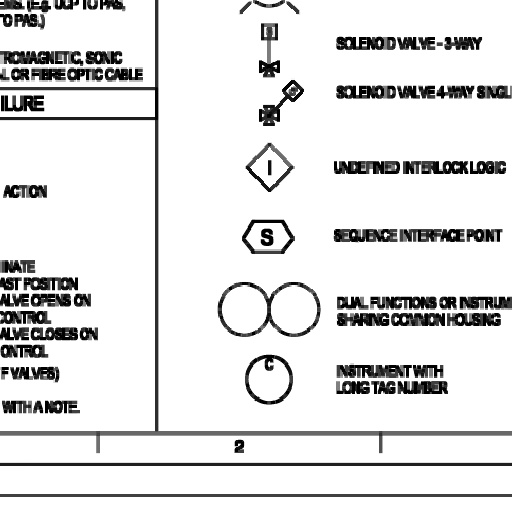 EMS. (E.g. UCP TO PAS,
TO PAS.)
TROMAGNETIC, SONIC
AL OR FIBRE OPTIC CABLE
ILURE
ACTION
INATE
AST POSITION
ALVE OPENS ON
CONTROL
ALVE CLOSES ON
ONTROL
F VALVES)
WITH A NOTE.
S
SOLENOID VALVE - 3-WAY
SOLENOID VALVE 4-WAY SINGL
I
UNDEFINED INTERLOCK LOGIC
S
SEQUENCE INTERFACE POINT
DUAL FUNCTIONS OR INSTRUM
SHARING COMMON HOUSING
C
INSTRUMENT WITH
LONG TAG NUMBER
2